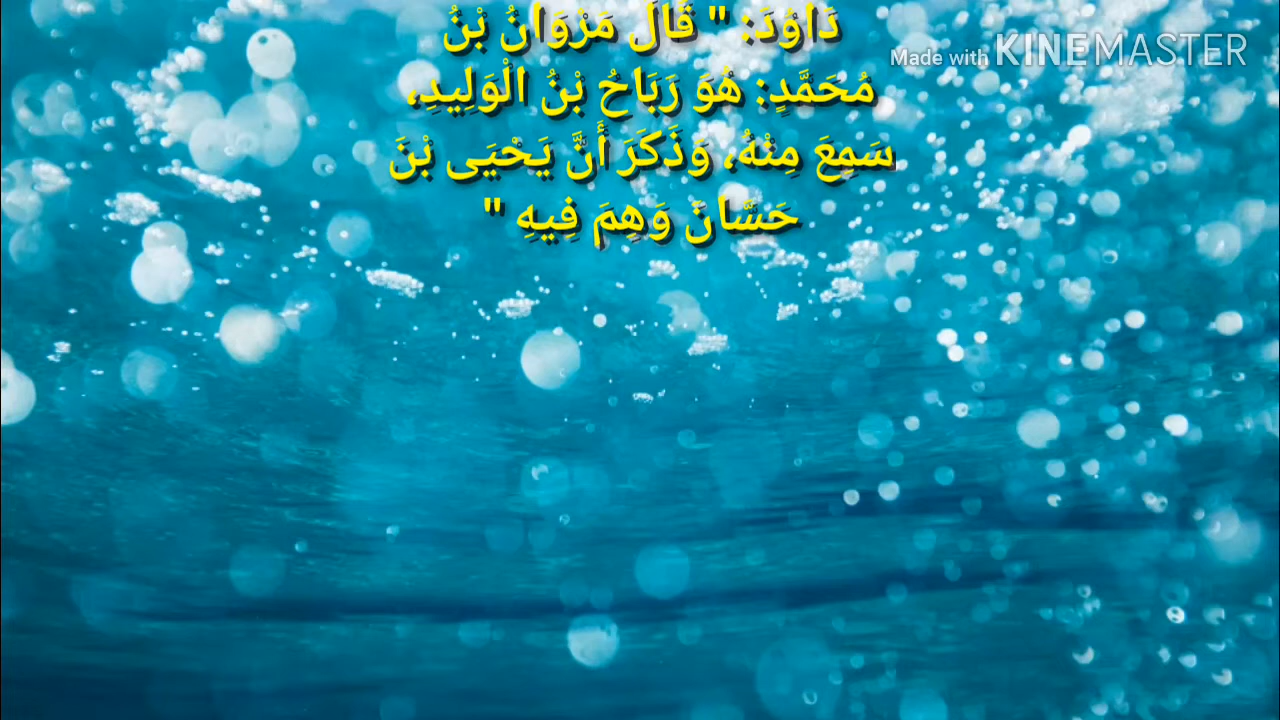 دَاوُدَ: " قَالَ مَرْوَانُ بْنُ
Made with KINEMASTER
مُحَمَّدٍ: هُوَ رَبَاحُ بْنُ الْوَلِيدِ،
سَمِعَ مِنْهُ، وَذَكَرَ أَنَّ يَحْيَى بْنَ
حَسَّانَ وَهِمَ فِيهِ "